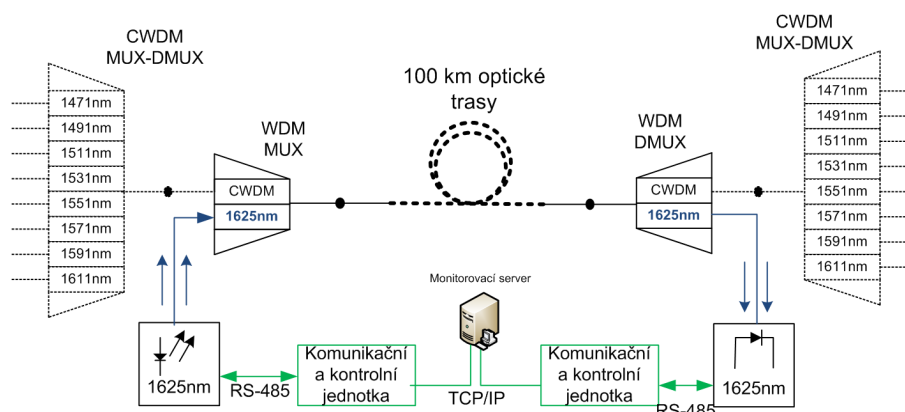 CWDM
MUX-DMUX
1471nm
1491nm
1511nm
1531nm
1551nm
1571nm
1591nm
1611nm
WDM
MUX
CWDM
1625nm
100 km optické
trasy
WDM
DMUX
CWDM
1625nm
CWDM
MUX-DMUX
1471nm
1491nm
1511nm
1531nm
1551nm
1571nm
1591nm
1611nm
Monitorovací server
1625nm
RS-485
Komunikační
a kontrolní
jednotka
TCP/IP
Komunikační
a kontrolní
jednotka
RS-485
1625nm